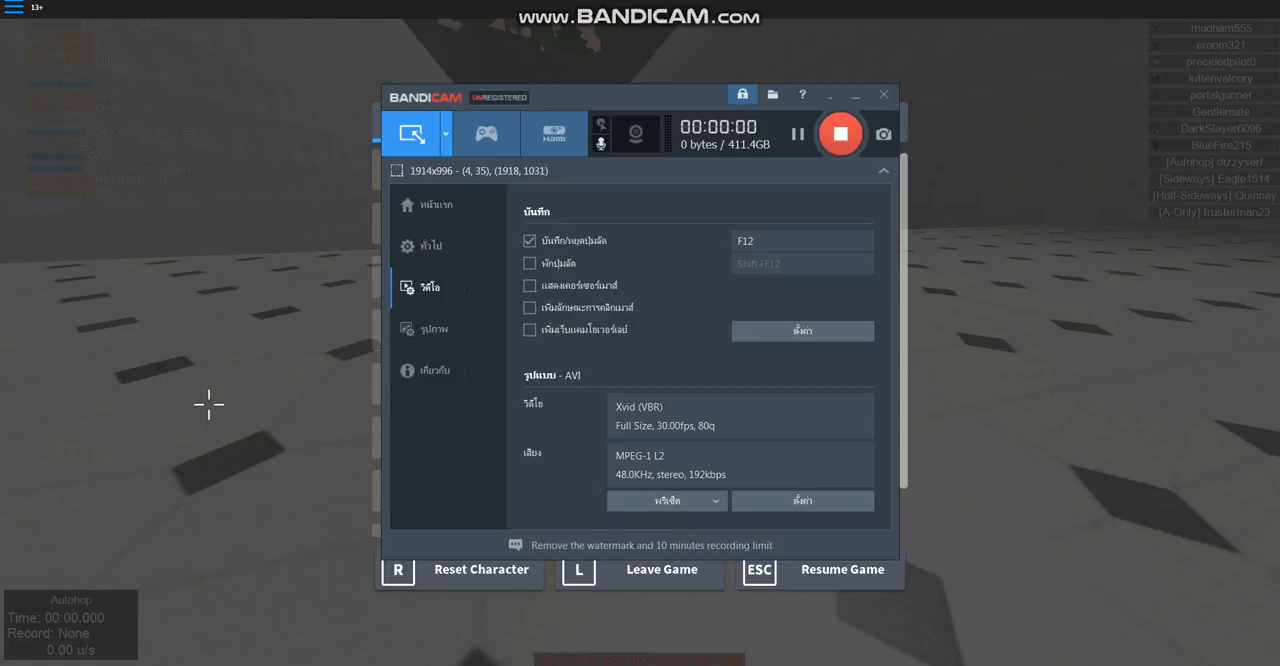 13+
www.BANDICAM.com
mooham555
eroom321
precidedpilot0
kittenvalcory
portalgunner
Gentlemate
DarkSlayer6096
BlueFire215
[Autohop] dizzyserf
[Sideways] Eagle1514
[Half-Sideways] Quinnay
[A-Only] Irusterman23
BANDICAM UNREGISTERED
?
HDMI
00:00:00
0 bytes / 411.4GB
1914x996 - (4, 35), (1918, 1031)
หน้าแรก
ทั่วไป
วิดีโอ
รูปภาพ
เกี่ยวกับ
บันทึก
บันทึก/หยุดปุ่มลัด F12
พักปุ่มลัด Shift+F12
แสดงเคอร์เซอร์เมาส์
เพิ่มลักษณะการคลิกเมาส์
เพิ่มเว็บแคมโอเวอร์เลย์ ตั้งค่า
รูปแบบ - AVI
วิดีโอ Xvid (VBR)
Full Size, 30.00fps, 80q
เสียง MPEG-1 L2
48.0KHz, stereo, 192kbps
พรีเซ็ต ตั้งค่า
Remove the watermark and 10 minutes recording limit
R Reset Character L Leave Game ESC Resume Game
Autohop
Time: 00:00.000
Record: None
0.00 u/s